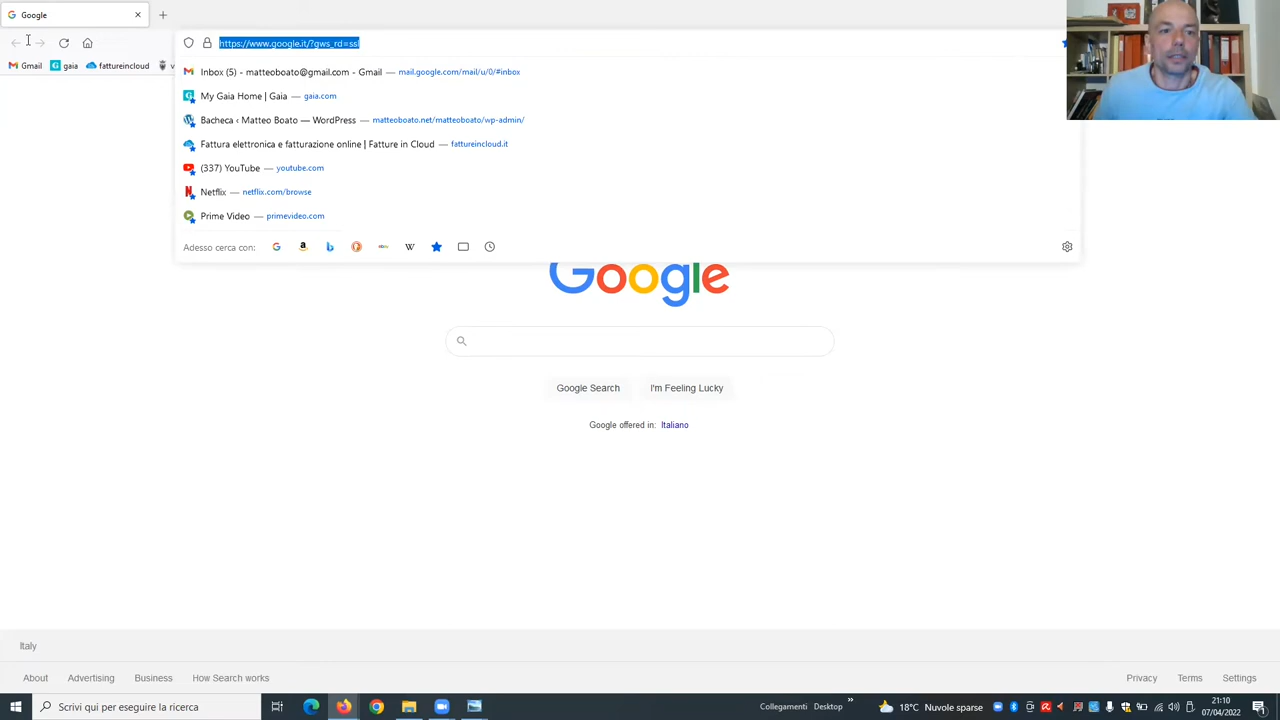 Google
https://www.google.it/?gws_rd=ssl
Gmail
gaia
fattureincloud
v
Inbox (5) - matteoboato@gmail.com - Gmail — mail.google.com/mail/u/0/#inbox
My Gaia Home | Gaia — gaia.com
Bacheca ‹ Matteo Boato — WordPress — matteoboato.net/matteoboato/wp-admin/
Fattura elettronica e fatturazione online | Fatture in Cloud — fattureincloud.it
(337) YouTube — youtube.com
Netflix — netflix.com/browse
Prime Video — primevideo.com
Adesso cerca con:
Google
Google Search
I'm Feeling Lucky
Google offered in: Italiano
Italy
About
Advertising
Business
How Search works
Privacy
Terms
Settings
Scrivi qui per eseguire la ricerca
Collegamenti
Desktop
18°C Nuvole sparse
21:10
07/04/2022